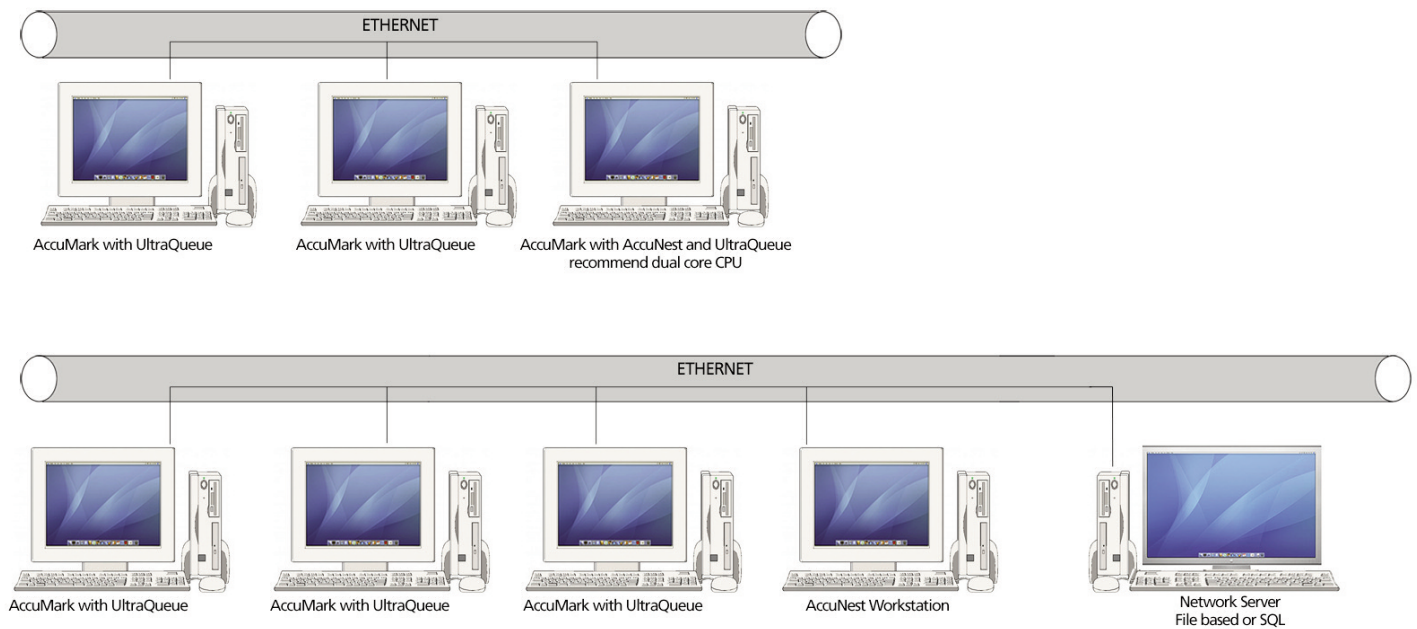 ETHERNET
AccuMark with UltraQueue
AccuMark with UltraQueue
AccuMark with AccuNest and UltraQueue
recommend dual core CPU
ETHERNET
AccuMark with UltraQueue
AccuMark with UltraQueue
AccuMark with UltraQueue
AccuNest Workstation
Network Server
File based or SQL